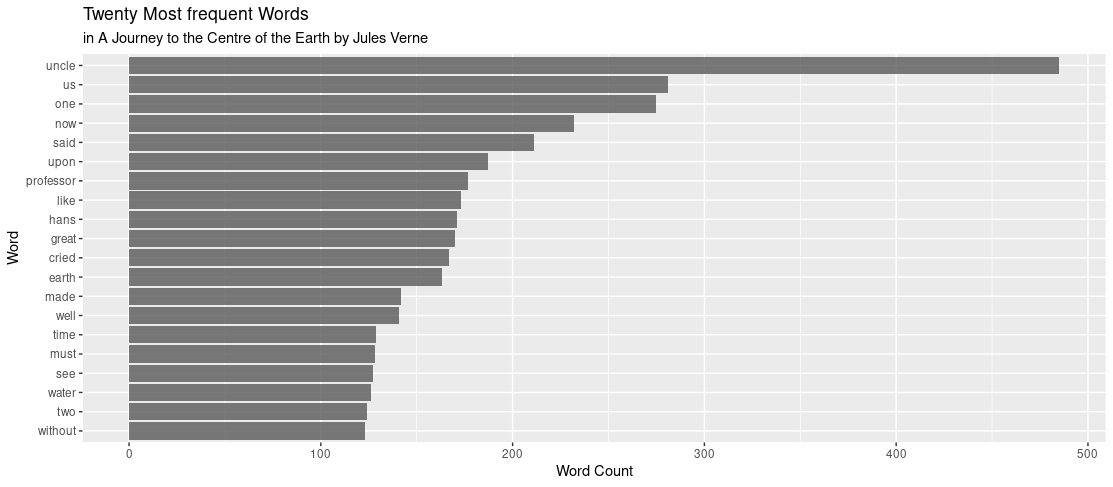 Twenty Most frequent Words
in A Journey to the Centre of the Earth by Jules Verne
Word
uncle
us
one
now
said
upon
professor
like
hans
great
cried
earth
made
well
time
must
see
water
two
without
0 100 200 300 400 500
Word Count